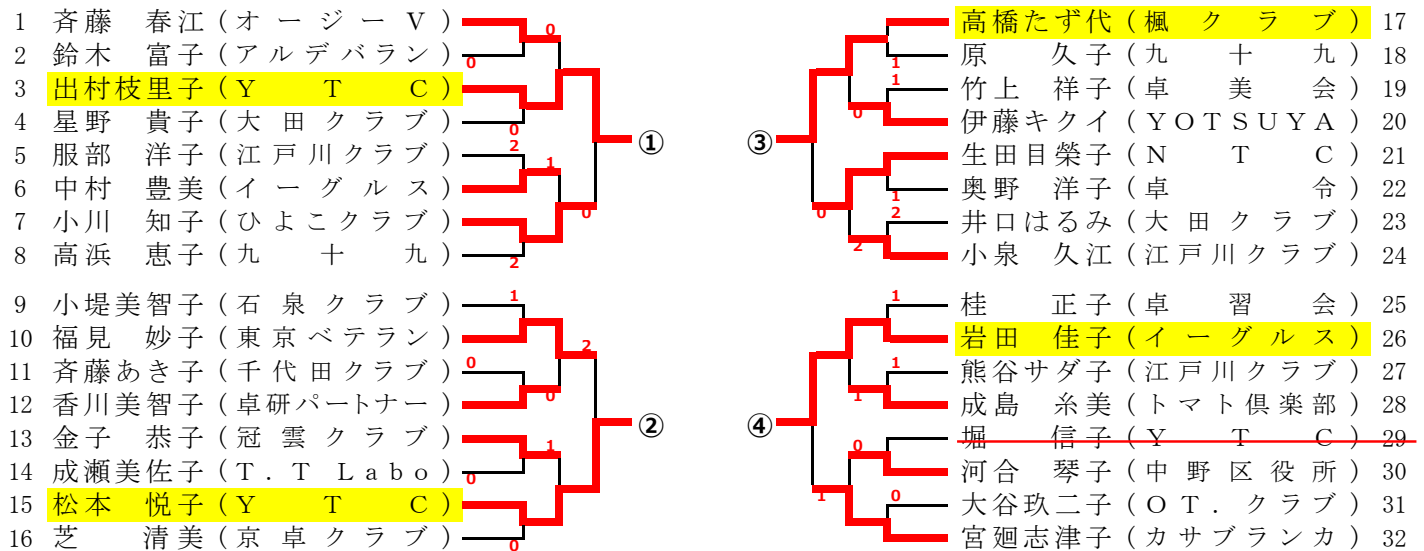 1 斉藤 春江 (オージーV) 0
2 鈴木 富子 (アルデバラン) 0
3 出村枝里子 (Y T C)
4 星野 貴子 (大田クラブ) 0
①
5 服部 洋子 (江戸川クラブ) 2
6 中村 豊美 (イーグルス) 1
7 小川 知子 (ひよこクラブ) 0
8 高浜 恵子 (九十九) 2
9 小堤美智子 (石泉クラブ) 1
10 福見 妙子 (東京ベテラン) 2
11 斉藤あき子 (千代田クラブ) 0
12 香川美智子 (卓研パートナー) 0
②
13 金子 恭子 (冠雲クラブ) 1
14 成瀬美佐子 (T.T Labo) 0
15 松本 悦子 (Y T C)
16 芝 清美 (京卓クラブ) 0
高橋たず代 (楓クラブ) 17
1 原 久子 (九十九) 18
1 竹上 祥子 (卓美会) 19
0 伊藤キクイ (YOTSUYA) 20
③
生田目榮子 (N T C) 21
1 奥野 洋子 (卓令) 22
0 2 井口はるみ (大田クラブ) 23
2 小泉 久江 (江戸川クラブ) 24
1 桂 正子 (卓習会) 25
岩田 佳子 (イーグルス) 26
1 熊谷サダ子 (江戸川クラブ) 27
1 成島 糸美 (トマト倶楽部) 28
④
堀 信子 (Y T C) 29
0 河合 琴子 (中野区役所) 30
1 0 大谷玖二子 (OT.クラブ) 31
宮廻志津子 (カサブランカ) 32